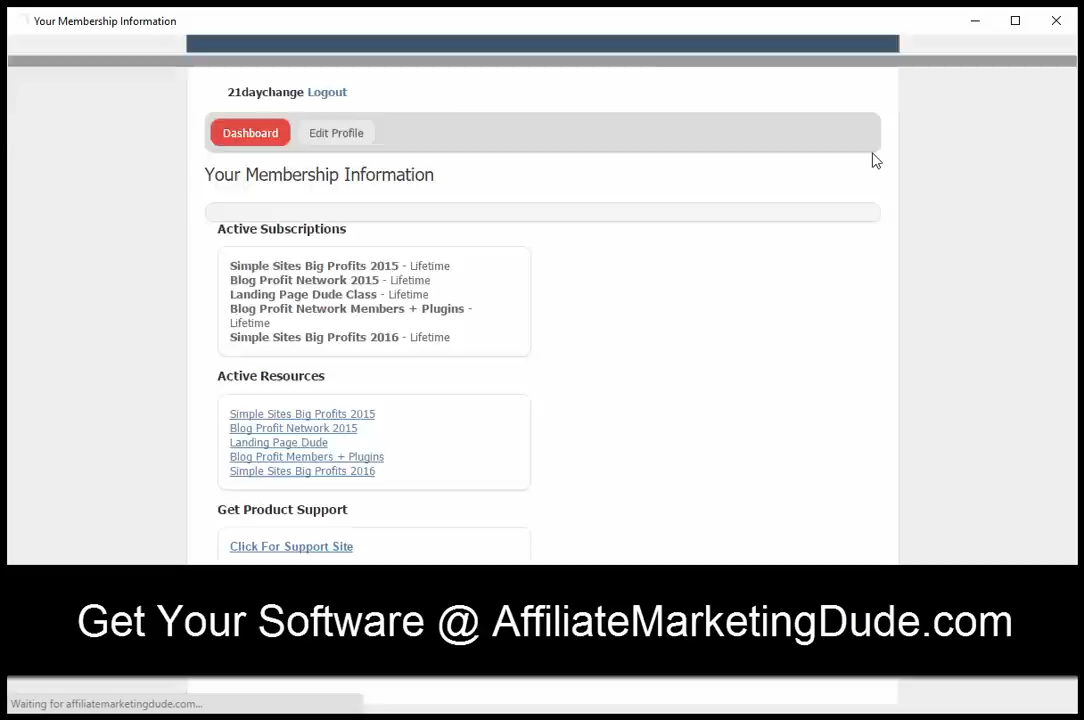 Your Membership Information
21daychange Logout
Dashboard Edit Profile
Your Membership Information
Active Subscriptions
Simple Sites Big Profits 2015 - Lifetime
Blog Profit Network 2015 - Lifetime
Landing Page Dude Class - Lifetime
Blog Profit Network Members + Plugins -
Lifetime
Simple Sites Big Profits 2016 - Lifetime
Active Resources
Simple Sites Big Profits 2015
Blog Profit Network 2015
Landing Page Dude
Blog Profit Members + Plugins
Simple Sites Big Profits 2016
Get Product Support
Click For Support Site
Get Your Software @ AffiliateMarketingDude.com
Waiting for affiliatemarketingdude.com...